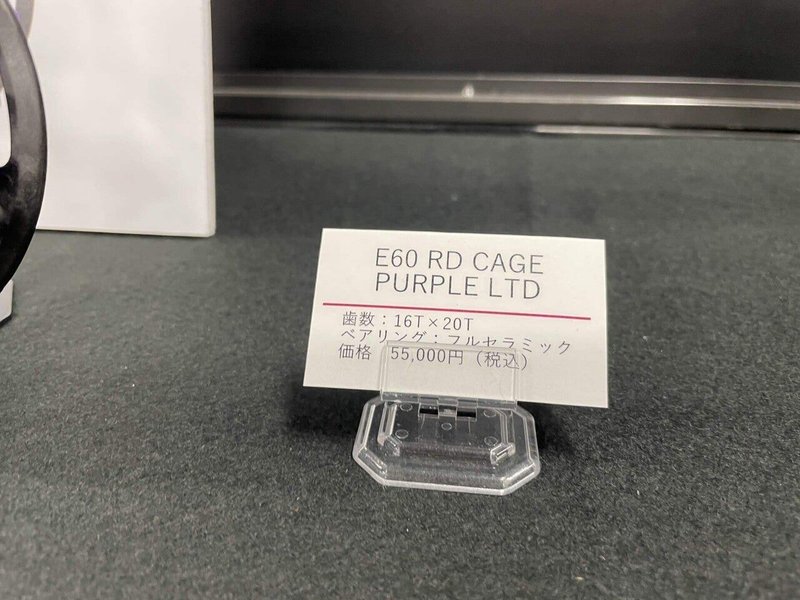 E60 RD CAGE
PURPLE LTD
歯数：16T×20T
ベアリング：フルセラミック
価格　55,000円（税込）